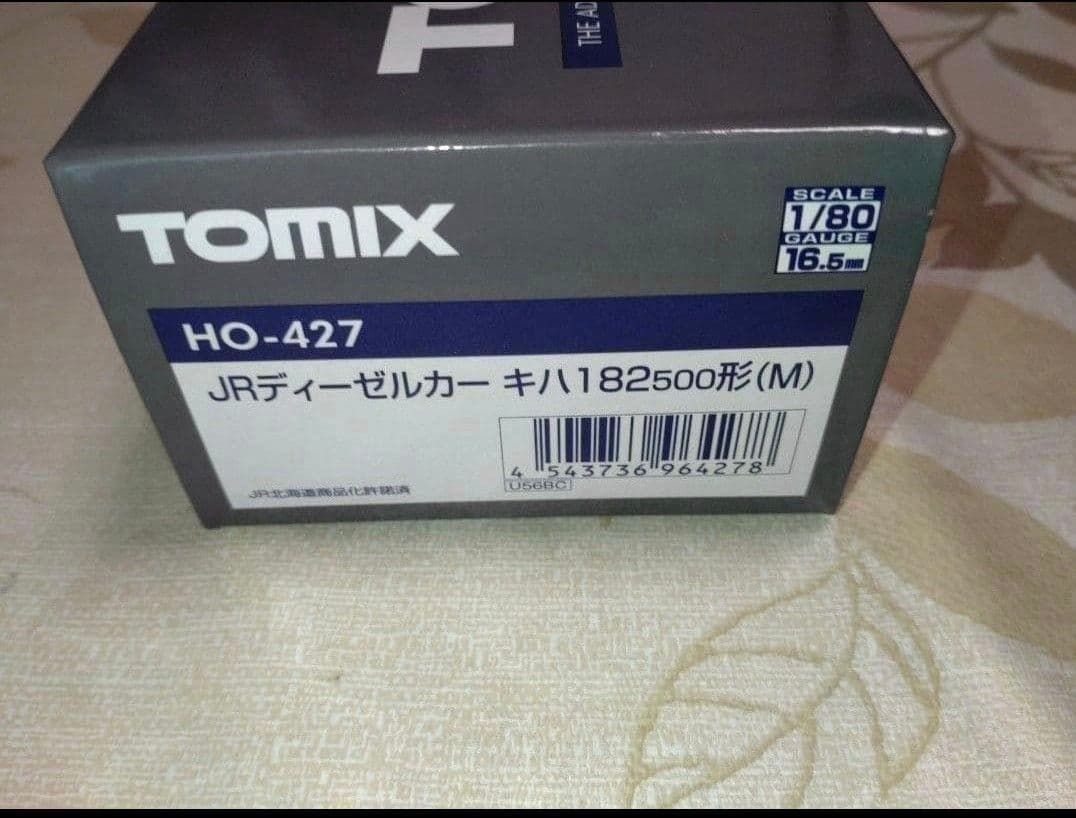 THE AD
TOMIX
SCALE
1/80
GAUGE
16.5mm
HO-427
JRディーゼルカー キハ182500形(M)
4 543736 964278
U56BC
JR北海道商品化許諾済